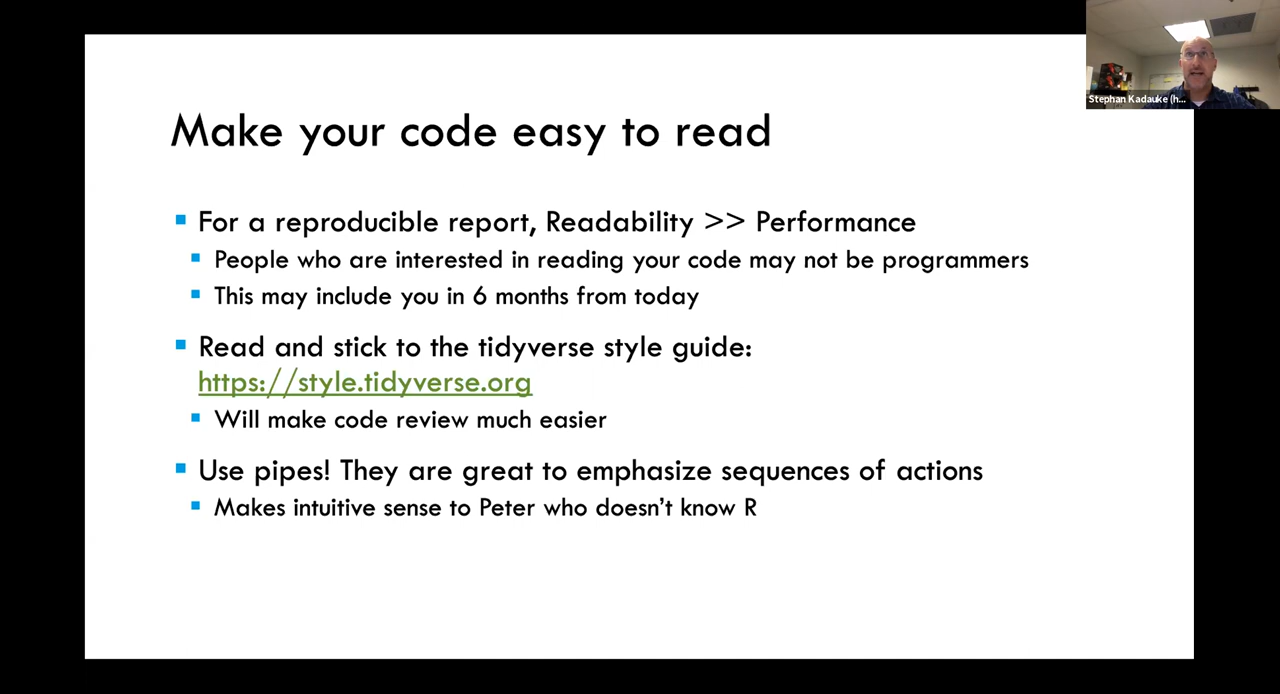 Make your code easy to read
For a reproducible report, Readability >> Performance
People who are interested in reading your code may not be programmers
This may include you in 6 months from today
Read and stick to the tidyverse style guide:
https://style.tidyverse.org
Will make code review much easier
Use pipes! They are great to emphasize sequences of actions
Makes intuitive sense to Peter who doesn’t know R
Stephan Kadauke (h...